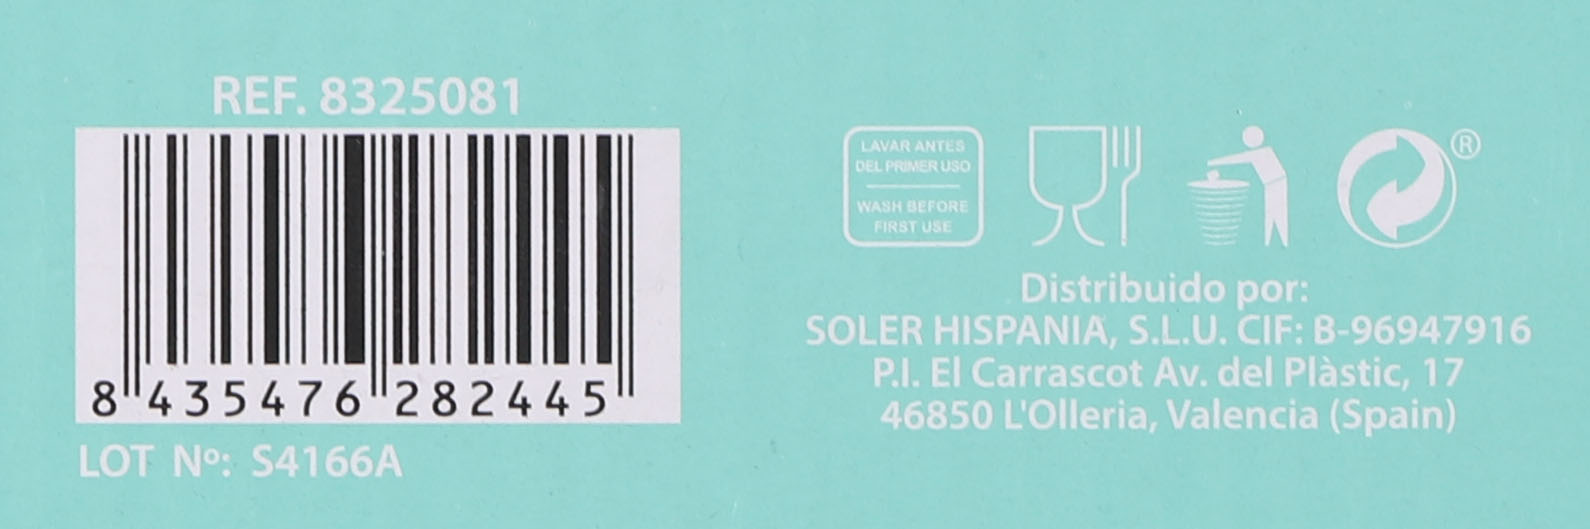 REF. 8325081
8 435476 282445
LOT Nº: S4166A
LAVAR ANTES
DEL PRIMER USO
WASH BEFORE
FIRST USE
®
Distribuido por:
SOLER HISPANIA, S.L.U. CIF: B-96947916
P.I. El Carrascot Av. del Plàstic, 17
46850 L'Olleria, Valencia (Spain)